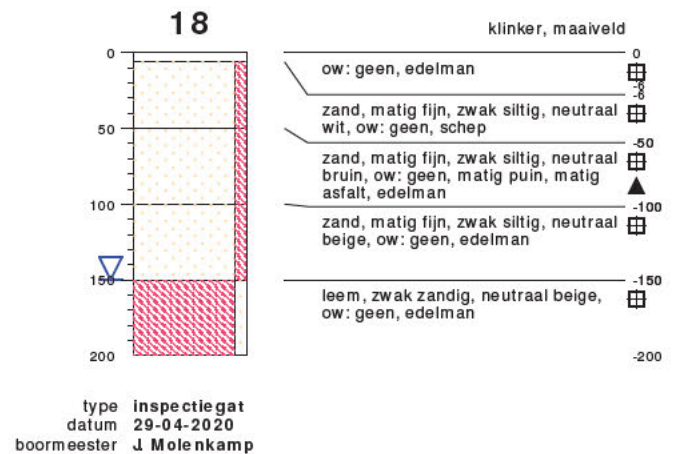 18
klinker, maaiveld
0
50
100
150
200
0
ow: geen, edelman
-6
-6
zand, matig fijn, zwak siltig, neutraal
wit, ow: geen, schep
-50
zand, matig fijn, zwak siltig, neutraal
bruin, ow: geen, matig puin, matig
asfalt, edelman
-100
zand, matig fijn, zwak siltig, neutraal
beige, ow: geen, edelman
-150
leem, zwak zandig, neutraal beige,
ow: geen, edelman
-200
type inspectiegat
datum 29-04-2020
boormeester J. Molenkamp